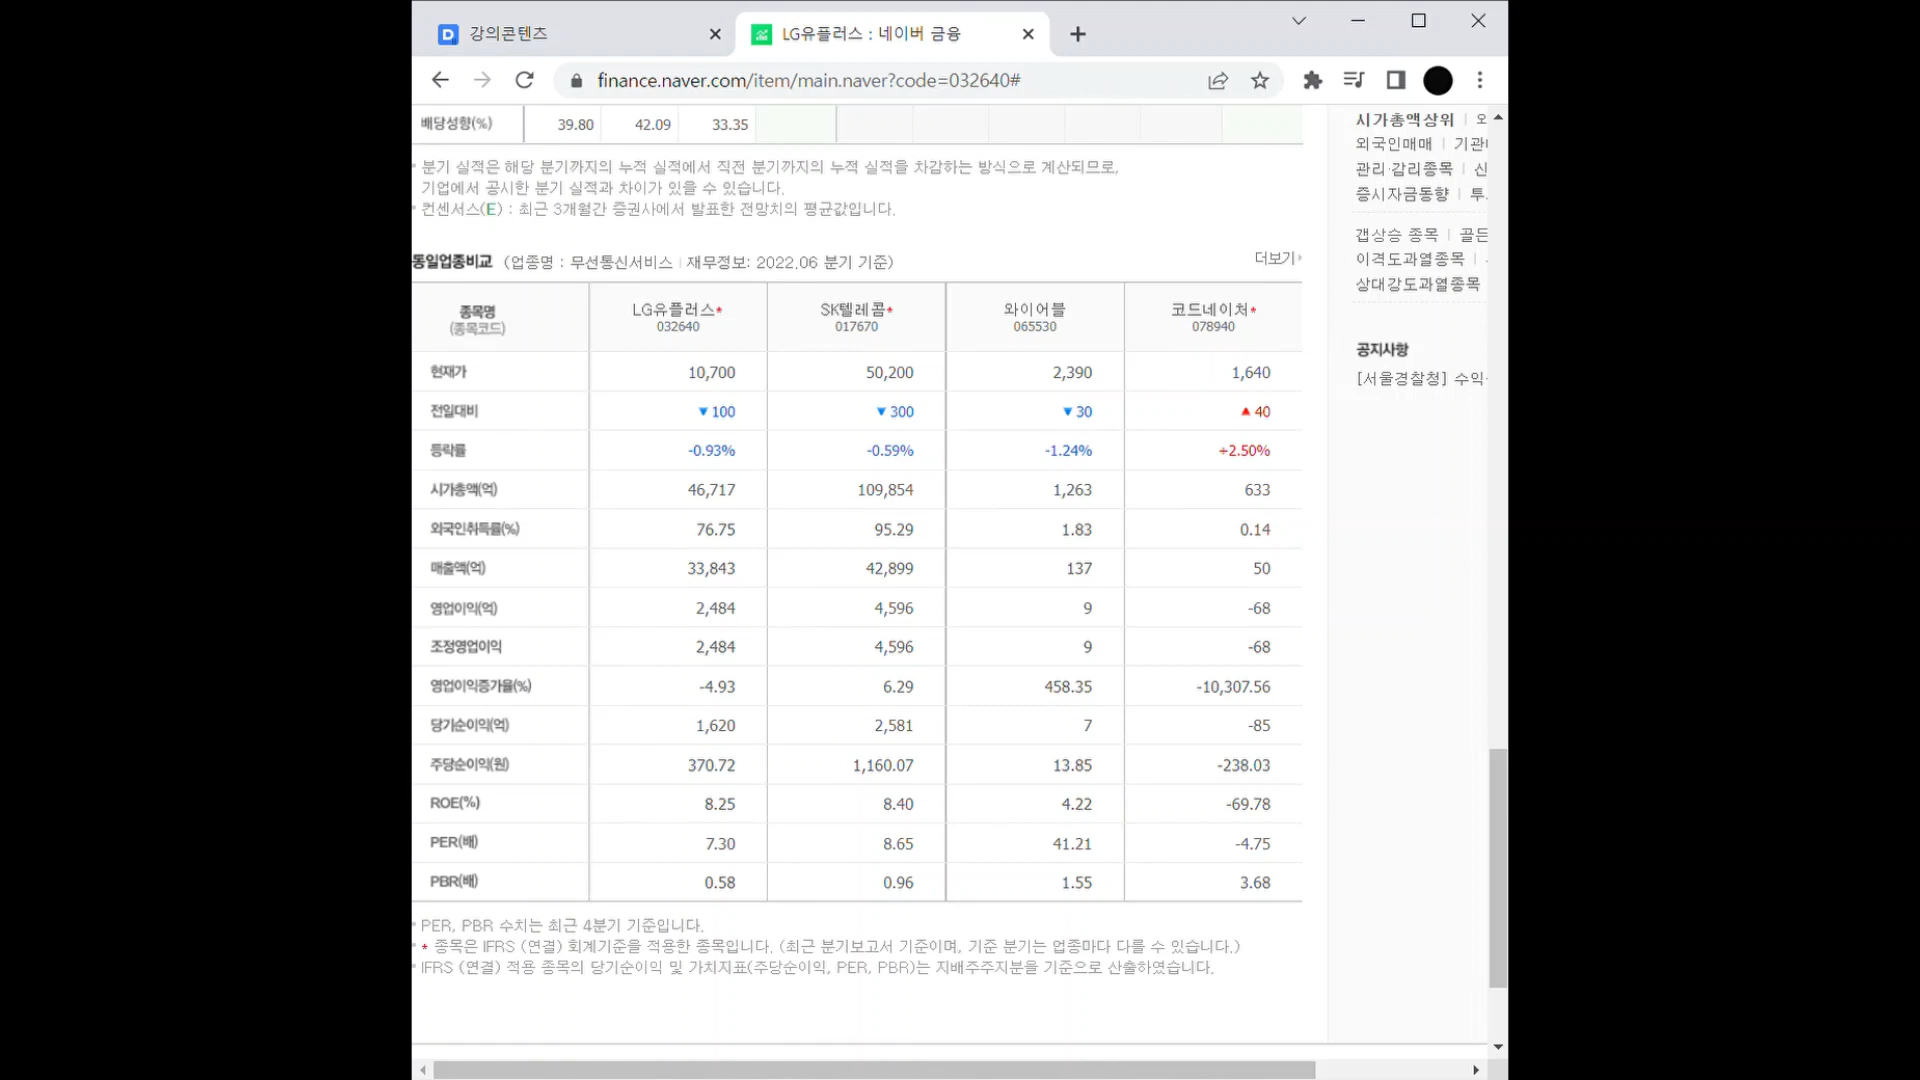 강의콘텐츠
LG유플러스 : 네이버 금융
finance.naver.com/item/main.naver?code=032640#
배당성향(%) 39.80 42.09 33.35
분기 실적은 해당 분기까지의 누적 실적에서 직전 분기까지의 누적 실적을 차감하는 방식으로 계산되므로,
기업에서 공시한 분기 실적과 차이가 있을 수 있습니다.
컨센서스(E) : 최근 3개월간 증권사에서 발표한 전망치의 평균값입니다.
동일업종비교 (업종명 : 무선통신서비스 | 재무정보: 2022.06 분기 기준) 더보기
종목명 LG유플러스* SK텔레콤* 와이어블 코드네이처*
(종목코드) 032640 017670 065530 078940
현재가 10,700 50,200 2,390 1,640
전일대비 ▼100 ▼300 ▼30 ▲40
등락률 -0.93% -0.59% -1.24% +2.50%
시가총액(억) 46,717 109,854 1,263 633
외국인취득률(%) 76.75 95.29 1.83 0.14
매출액(억) 33,843 42,899 137 50
영업이익(억) 2,484 4,596 9 -68
조정영업이익 2,484 4,596 9 -68
영업이익증가율(%) -4.93 6.29 458.35 -10,307.56
당기순이익(억) 1,620 2,581 7 -85
주당순이익(원) 370.72 1,160.07 13.85 -238.03
ROE(%) 8.25 8.40 4.22 -69.78
PER(배) 7.30 8.65 41.21 -4.75
PBR(배) 0.58 0.96 1.55 3.68
PER, PBR 수치는 최근 4분기 기준입니다.
* 종목은 IFRS (연결) 회계기준을 적용한 종목입니다. (최근 분기보고서 기준이며, 기준 분기는 업종마다 다를 수 있습니다.)
IFRS (연결) 적용 종목의 당기순이익 및 가치지표(주당순이익, PER, PBR)는 지배주주지분을 기준으로 산출하였습니다.
시가총액상위
외국인매매 | 기관
관리·감리종목 | 신
증시자금동향 | 투
갭상승 종목 | 골든
이격도과열종목
상대강도과열종목
공지사항
[서울경찰청] 수익